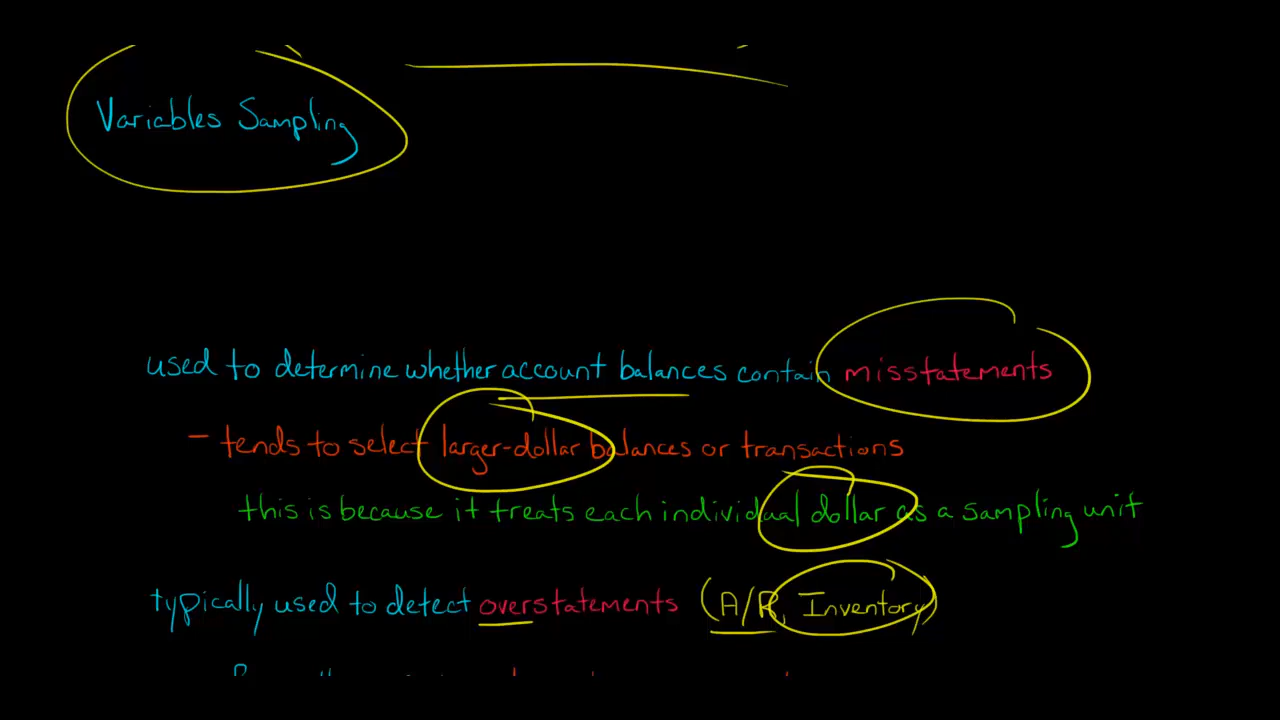 Variables Sampling
used to determine whether account balances contain misstatements
- tends to select larger-dollar balances or transactions
this is because it treats each individual dollar as a sampling unit
typically used to detect overstatements (A/R, Inventory)